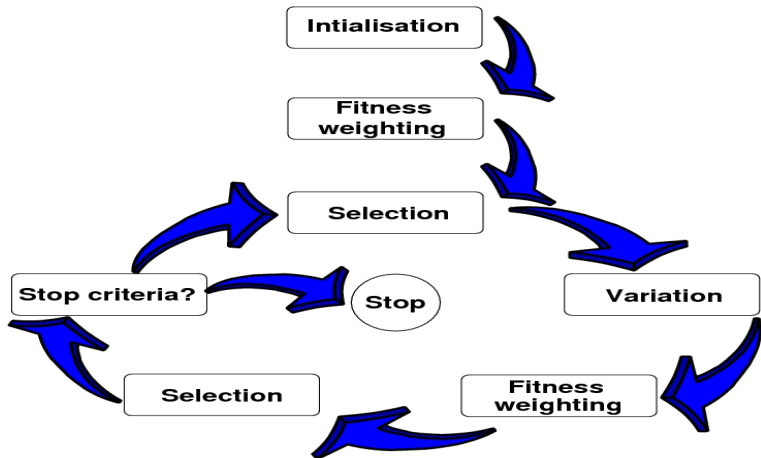 Intialisation
Fitness
weighting
Selection
Stop criteria?
Stop
Variation
Selection
Fitness
weighting